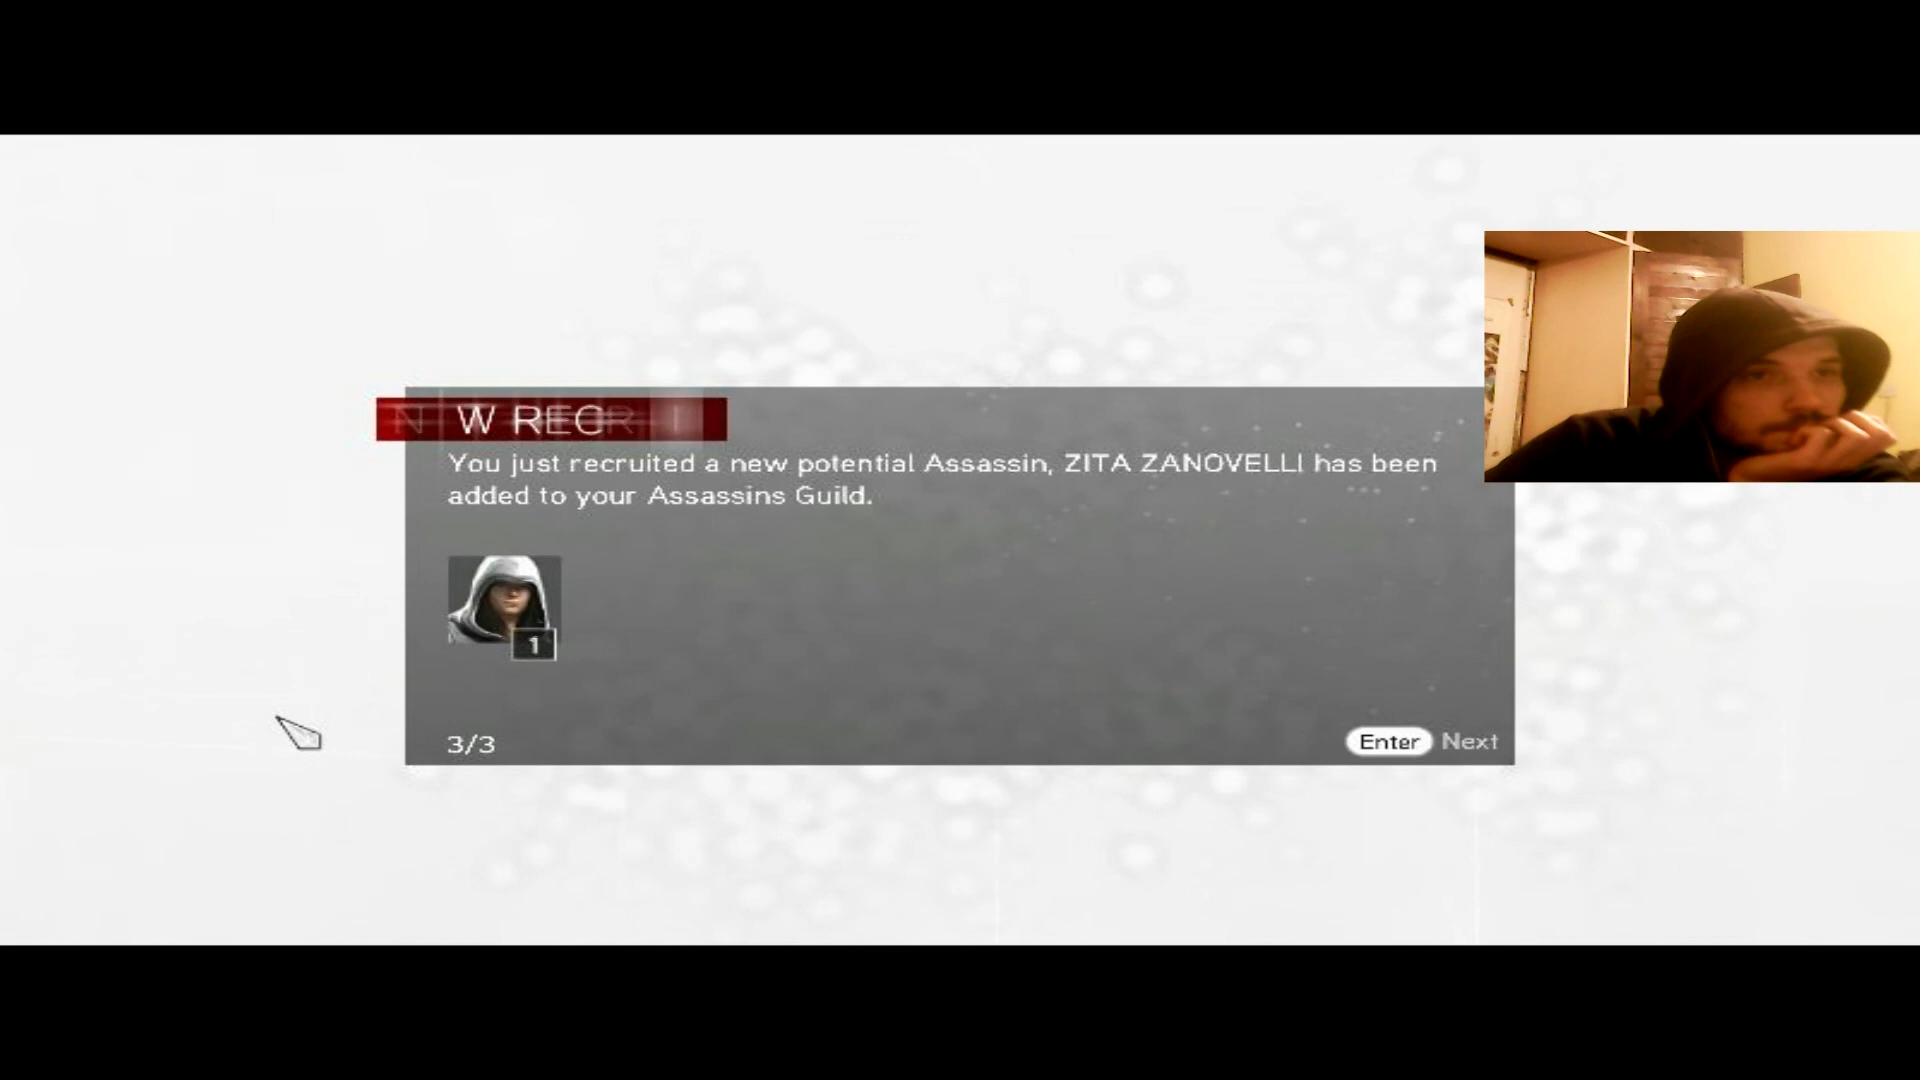 W REC
You just recruited a new potential Assassin, ZITA ZANOVELLI has been
added to your Assassins Guild.
1
3/3
Enter Next